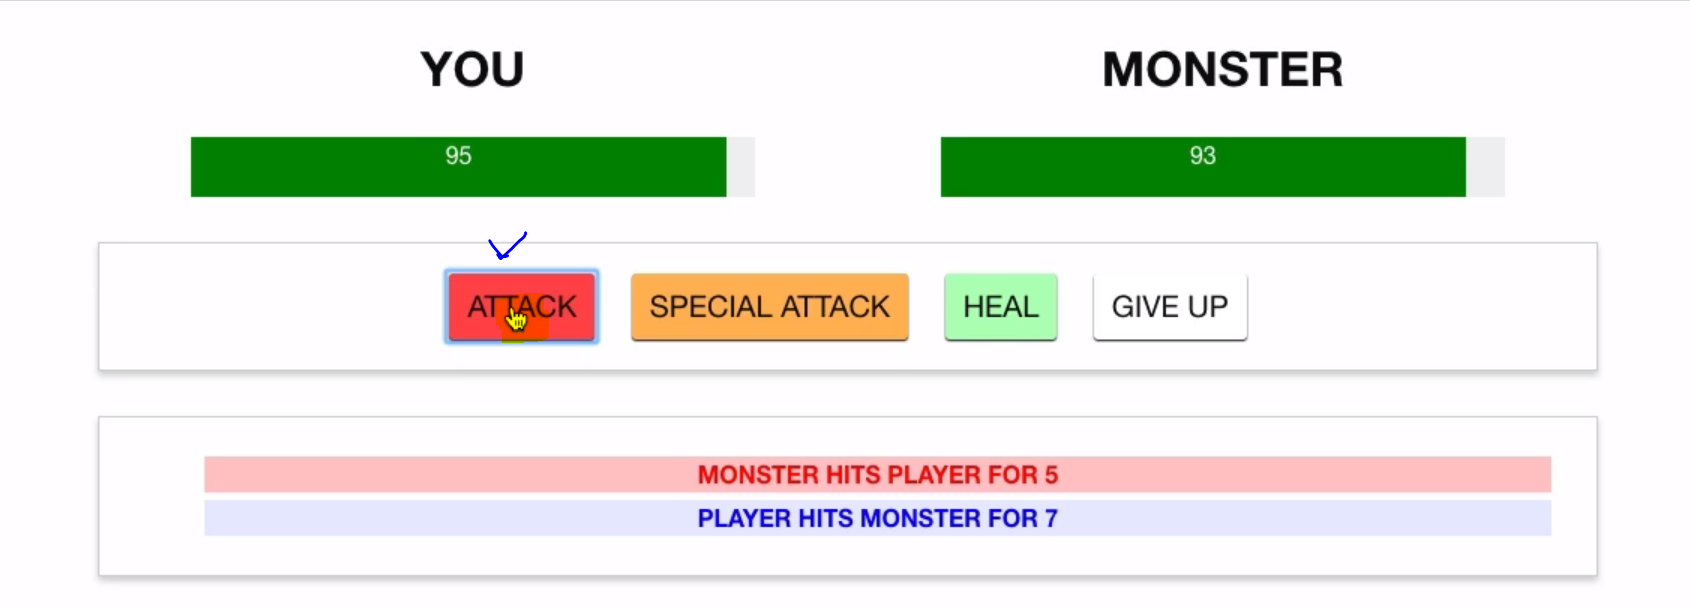 YOU
MONSTER
95
93
ATTACK
SPECIAL ATTACK
HEAL
GIVE UP
MONSTER HITS PLAYER FOR 5
PLAYER HITS MONSTER FOR 7